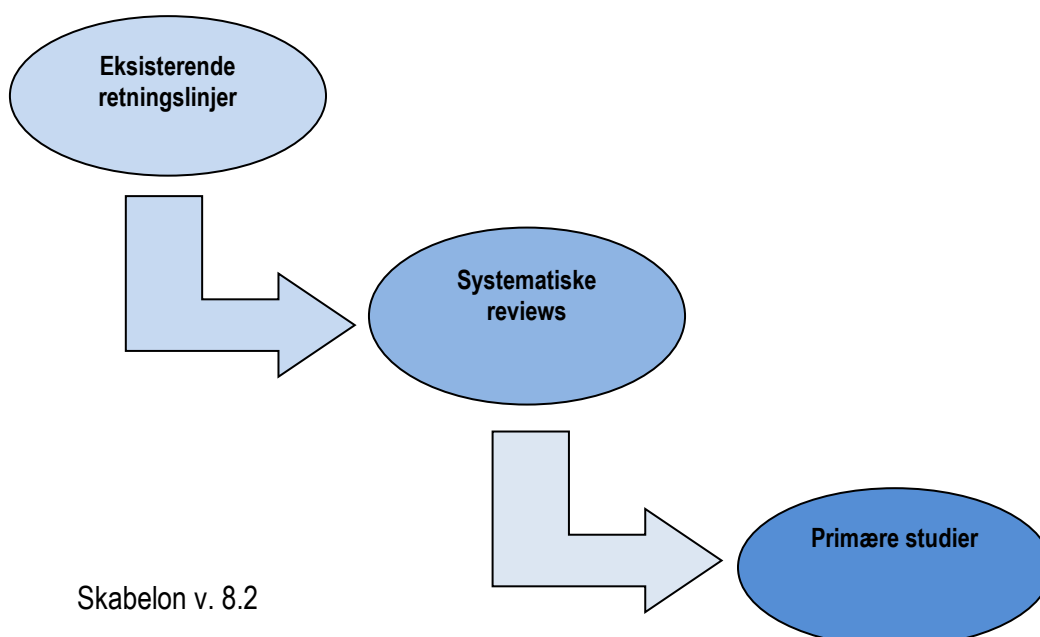 Eksisterende
retningslinjer
Systematiske
reviews
Primære studier
Skabelon v. 8.2